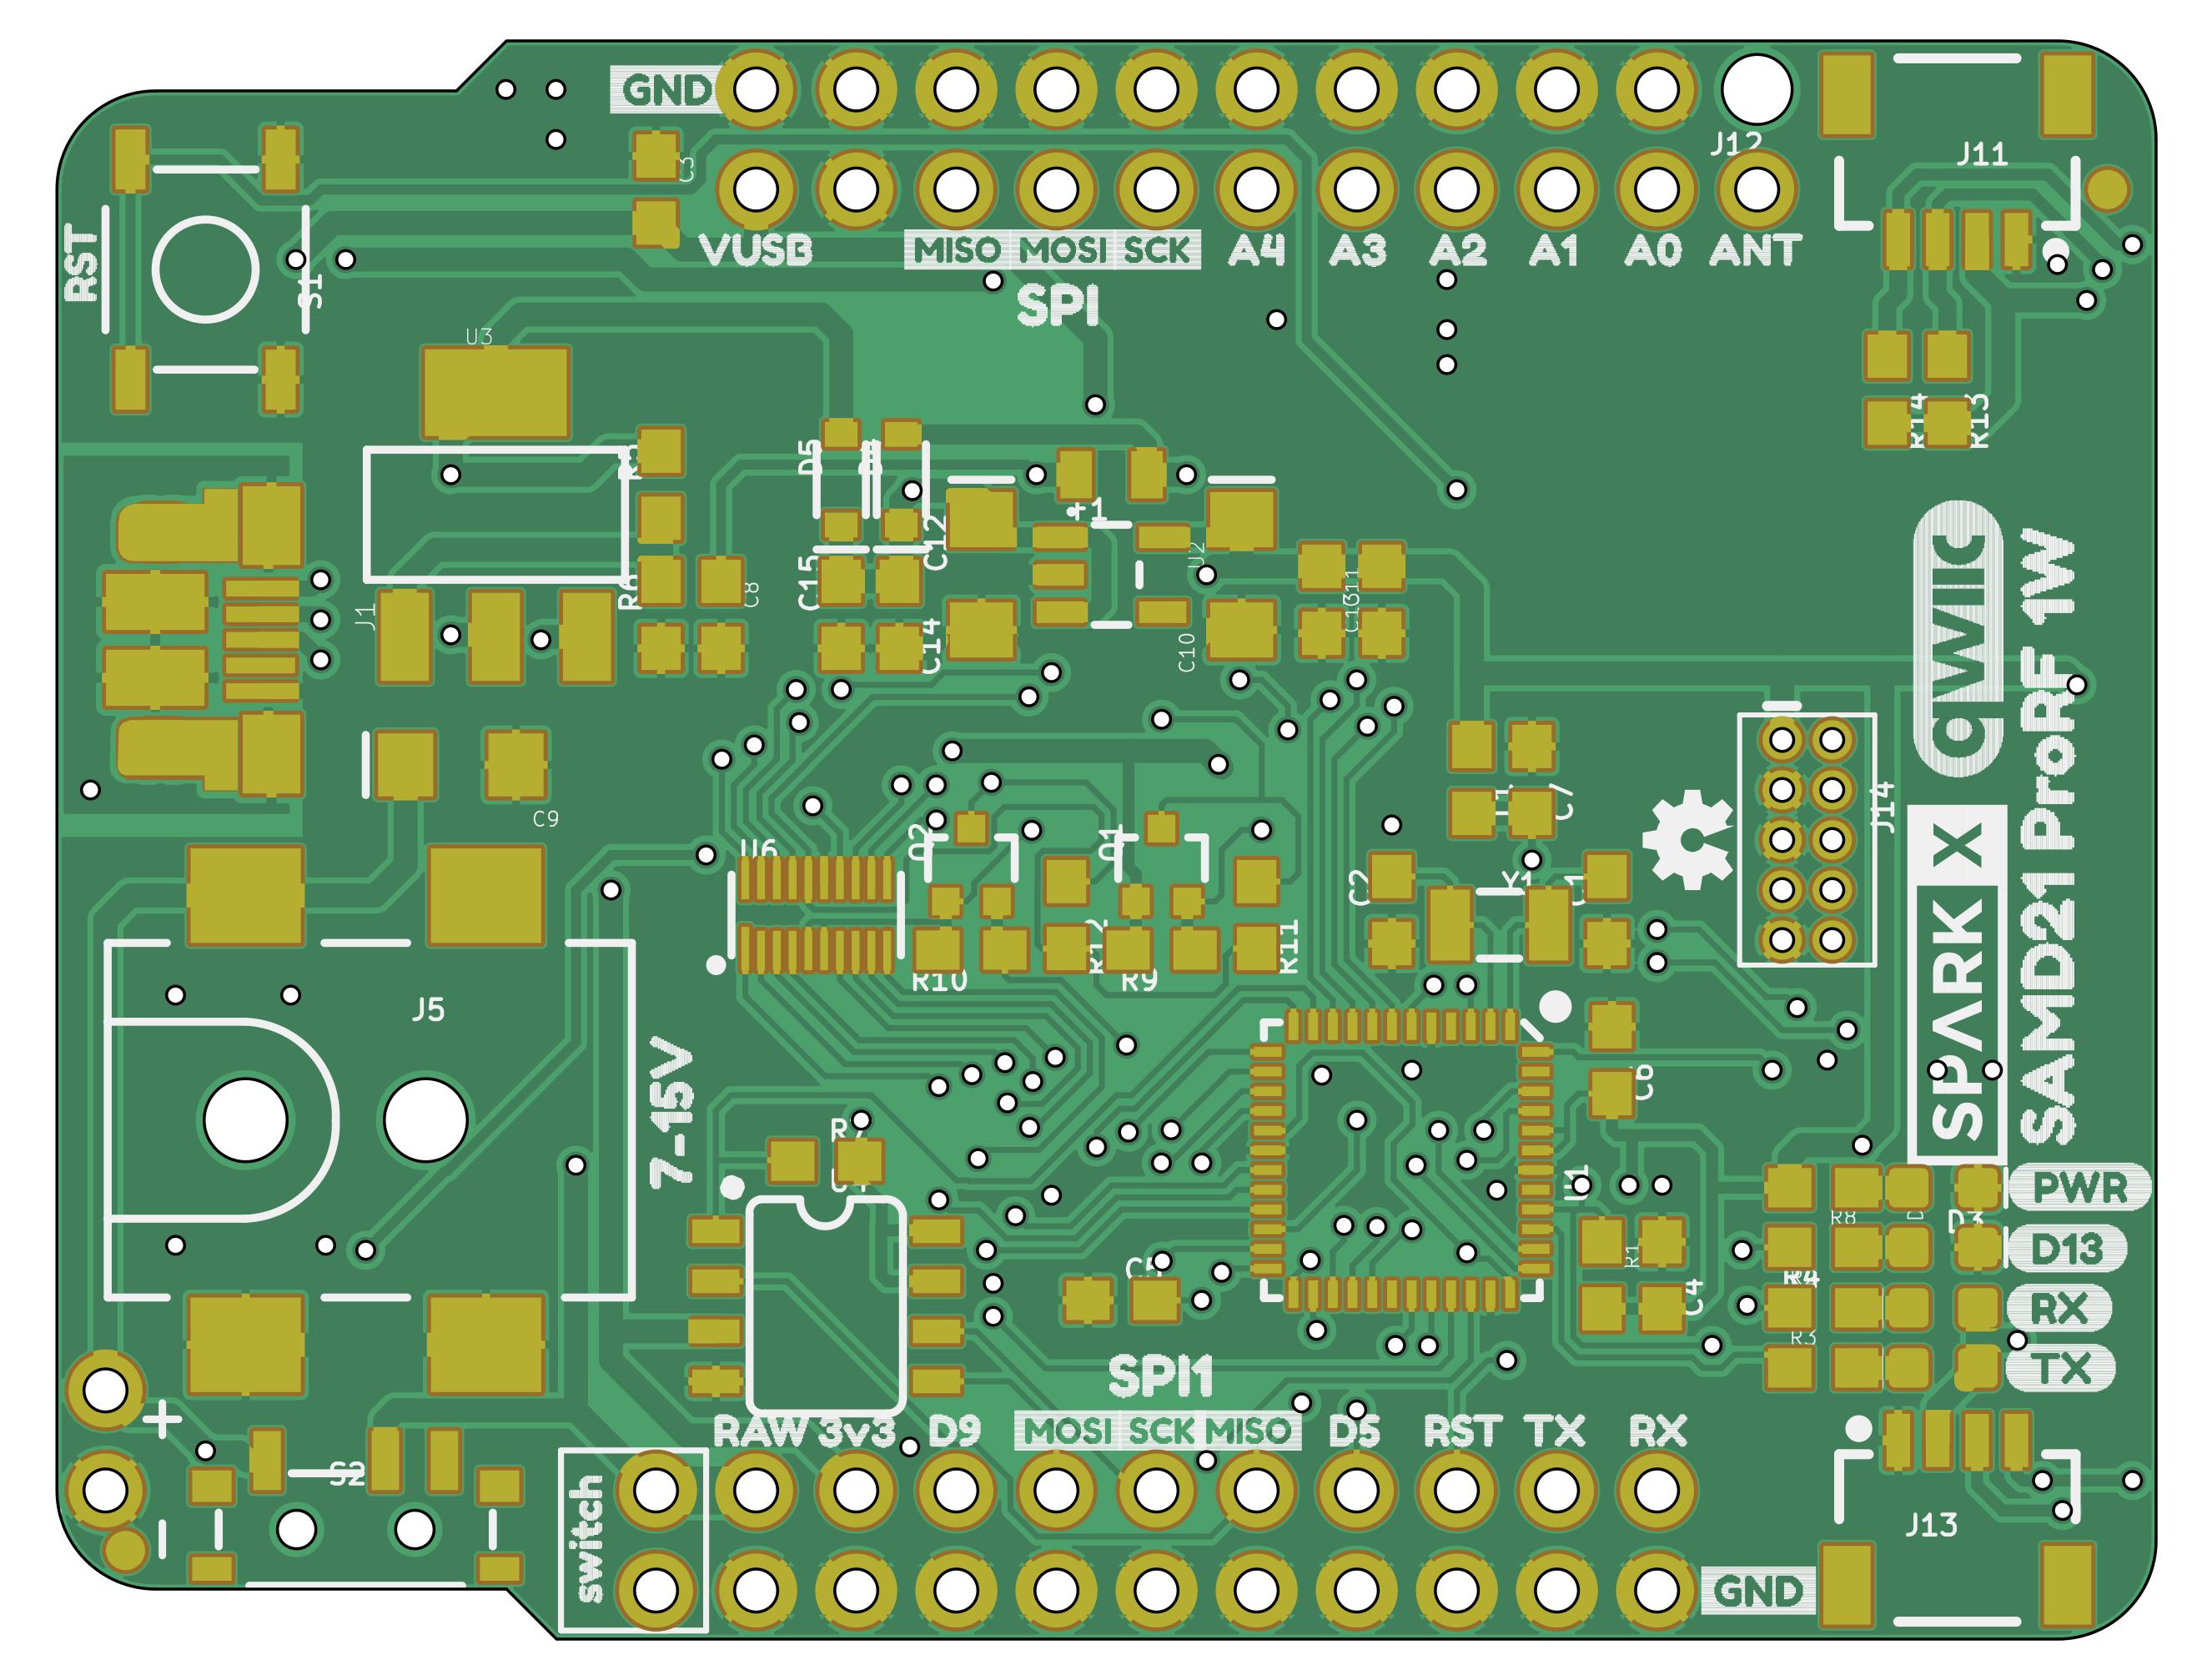 GND
J12
J11
C3
RST
S1
VUSB
MISO
MOSI
SCK
A4
A3
A2
A1
A0
ANT
SPI
U3
R14
R13
D5
+1
C12
U2
C15
C8
J1
C14
C10
C11
C13
QWIIC
SAMD21 ProRF 1W
SPARK X
C9
C7
J14
U6
Q2
Q1
C2
Y1
C1
R12
R11
R10
R9
J5
7-15V
C6
U1
PWR
R8
D3
D13
R1
C5
C4
R4
RX
R3
TX
SPI1
+
RAW
3v3
D9
MOSI
SCK
MISO
D5
RST
TX
RX
S2
switch
J13
GND